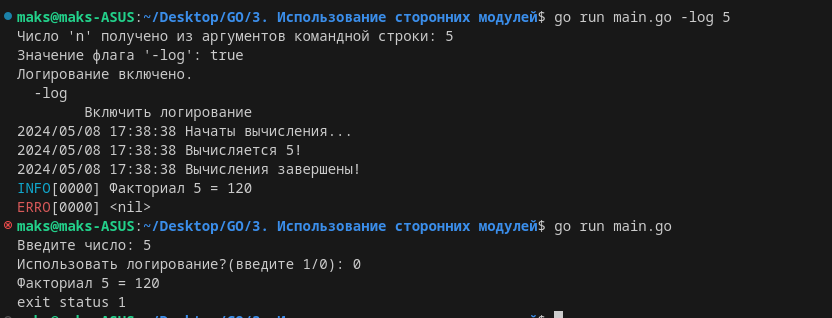 maks@maks-ASUS:~/Desktop/GO/3. Использование сторонних модулей$ go run main.go -log 5
Число 'n' получено из аргументов командной строки: 5
Значение флага '-log': true
Логирование включено.
-log
Включить логирование
2024/05/08 17:38:38 Начаты вычисления...
2024/05/08 17:38:38 Вычисляется 5!
2024/05/08 17:38:38 Вычисления завершены!
INFO[0000] Факториал 5 = 120
ERRO[0000] <nil>
maks@maks-ASUS:~/Desktop/GO/3. Использование сторонних модулей$ go run main.go
Введите число: 5
Использовать логирование?(введите 1/0): 0
Факториал 5 = 120
exit status 1